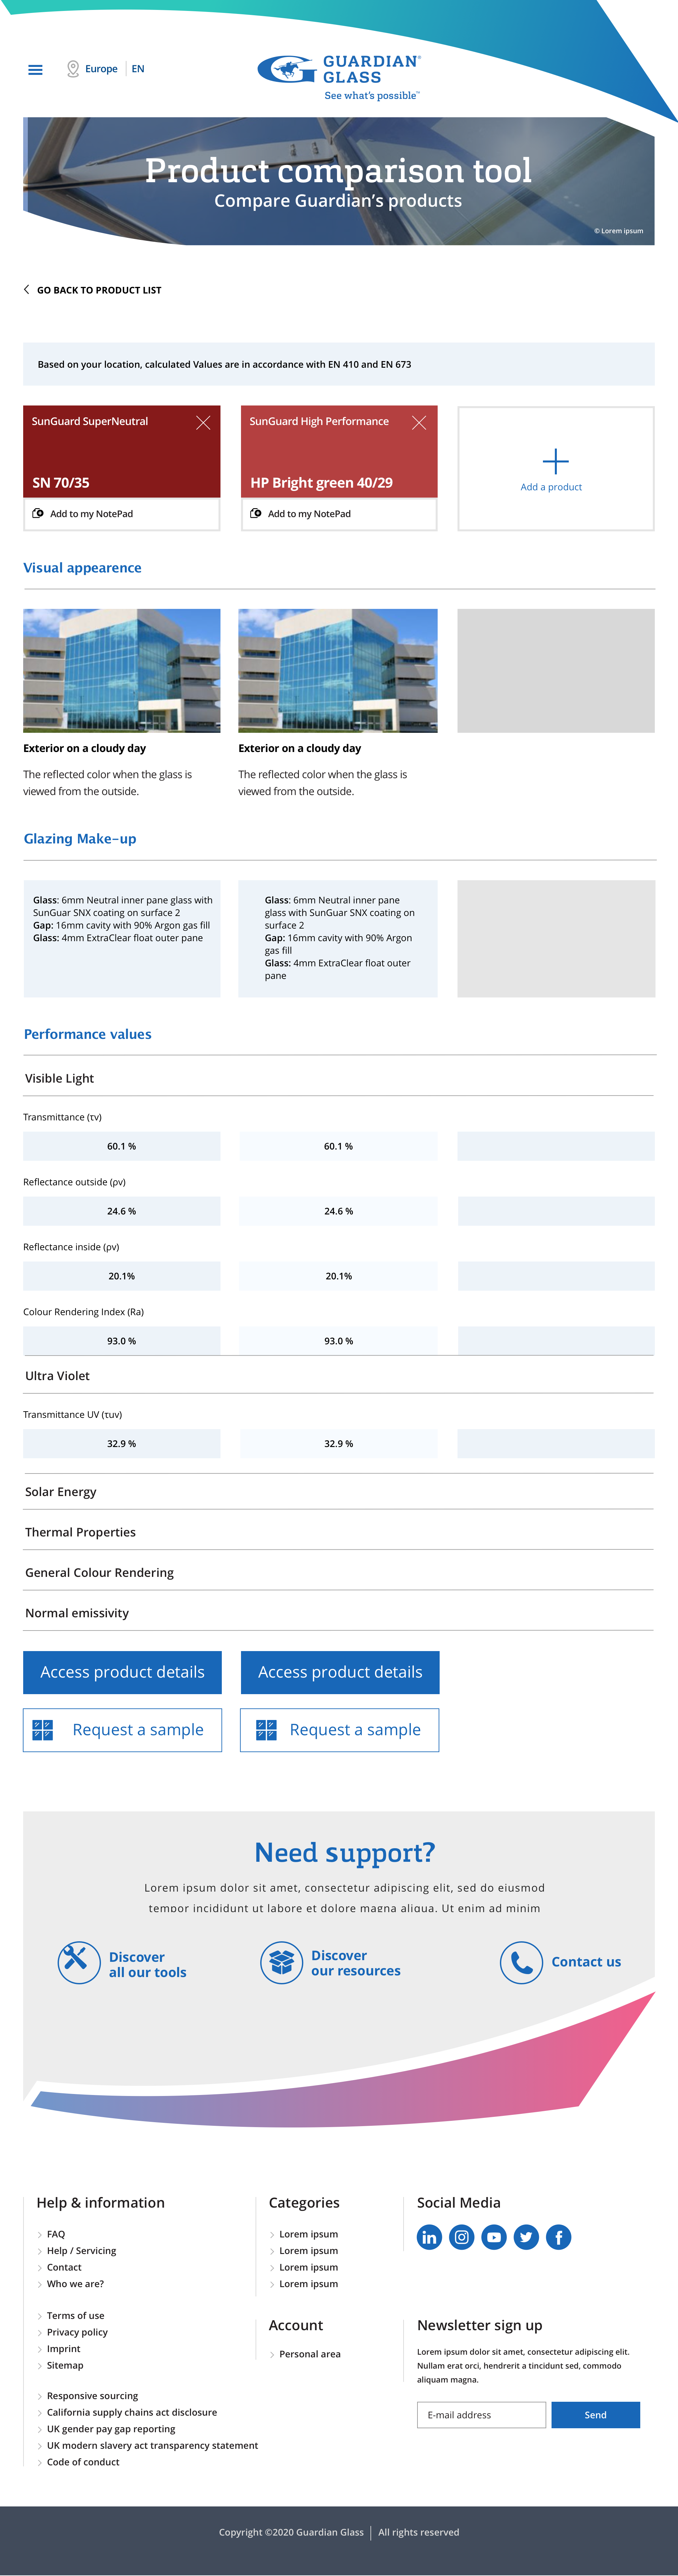 Europe | EN
GUARDIAN®
GLASS
See what's possible™
Product comparison tool
Compare Guardian's products
© Lorem ipsum
GO BACK TO PRODUCT LIST
Based on your location, calculated Values are in accordance with EN 410 and EN 673
SunGuard SuperNeutral
SN 70/35
Add to my NotePad
SunGuard High Performance
HP Bright green 40/29
Add to my NotePad
Add a product
Visual appearence
Exterior on a cloudy day
The reflected color when the glass is
viewed from the outside.
Exterior on a cloudy day
The reflected color when the glass is
viewed from the outside.
Glazing Make-up
Glass: 6mm Neutral inner pane glass with
SunGuar SNX coating on surface 2
Gap: 16mm cavity with 90% Argon gas fill
Glass: 4mm ExtraClear float outer pane
Glass: 6mm Neutral inner pane
glass with SunGuar SNX coating on
surface 2
Gap: 16mm cavity with 90% Argon
gas fill
Glass: 4mm ExtraClear float outer
pane
Performance values
Visible Light
Transmittance (τv)
60.1 % 60.1 %
Reflectance outside (ρv)
24.6 % 24.6 %
Reflectance inside (ρv)
20.1% 20.1%
Colour Rendering Index (Ra)
93.0 % 93.0 %
Ultra Violet
Transmittance UV (τuv)
32.9 % 32.9 %
Solar Energy
Thermal Properties
General Colour Rendering
Normal emissivity
Access product details
Access product details
Request a sample
Request a sample
Need support?
Lorem ipsum dolor sit amet, consectetur adipiscing elit, sed do eiusmod
tempor incididunt ut labore et dolore magna aliqua. Ut enim ad minim
Discover
all our tools
Discover
our resources
Contact us
Help & information
FAQ
Help / Servicing
Contact
Who we are?
Terms of use
Privacy policy
Imprint
Sitemap
Responsive sourcing
California supply chains act disclosure
UK gender pay gap reporting
UK modern slavery act transparency statement
Code of conduct
Categories
Lorem ipsum
Lorem ipsum
Lorem ipsum
Lorem ipsum
Account
Personal area
Social Media
Newsletter sign up
Lorem ipsum dolor sit amet, consectetur adipiscing elit.
Nullam erat orci, hendrerit a tincidunt sed, commodo
aliquam magna.
E-mail address
Send
Copyright ©2020 Guardian Glass | All rights reserved